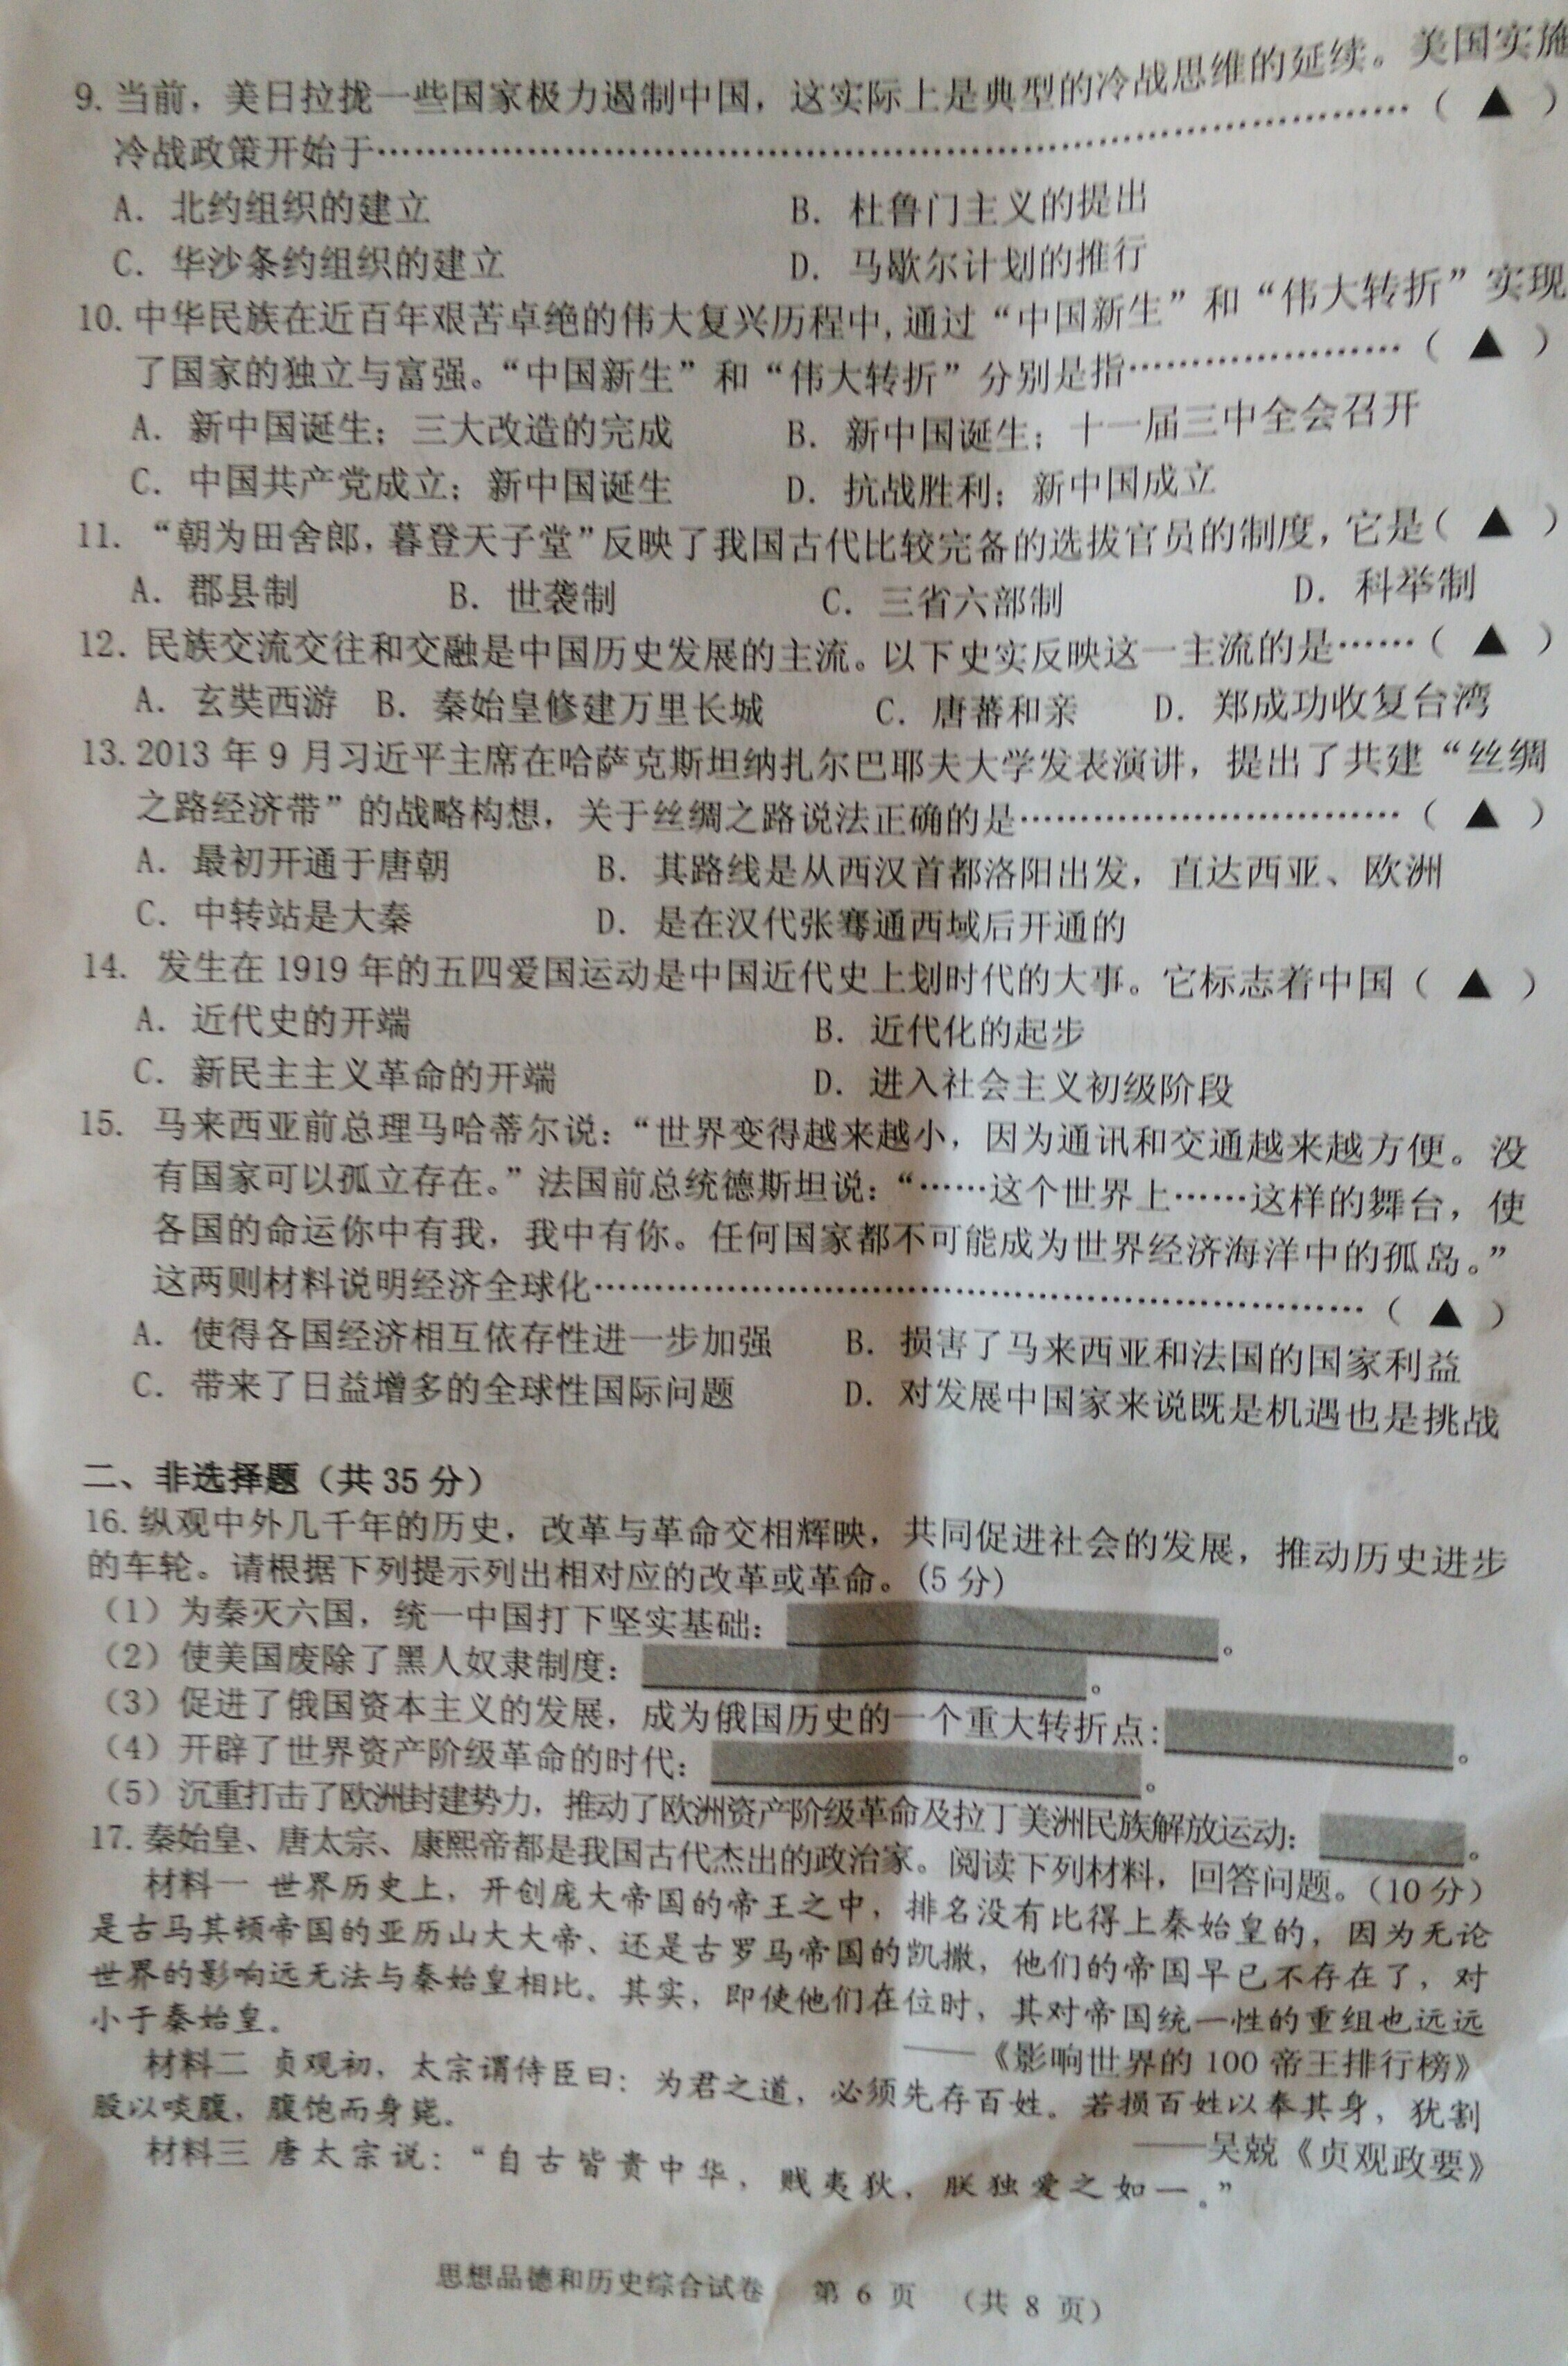 9. 当前，美日拉拢一些国家极力遏制中国，这实际上是典型的冷战思维的延续。美国实施
冷战政策开始于……………………………………………………………………（ ▲ ）
A. 北约组织的建立 B. 杜鲁门主义的提出
C. 华沙条约组织的建立 D. 马歇尔计划的推行
10. 中华民族在近百年艰苦卓绝的伟大复兴历程中，通过“中国新生”和“伟大转折”实现
了国家的独立与富强。“中国新生”和“伟大转折”分别是指…………………（ ▲ ）
A. 新中国诞生；三大改造的完成 B. 新中国诞生；十一届三中全会召开
C. 中国共产党成立；新中国诞生 D. 抗战胜利；新中国成立
11. “朝为田舍郎，暮登天子堂”反映了我国古代比较完备的选拔官员的制度，它是（ ▲ ）
A. 郡县制 B. 世袭制 C. 三省六部制 D. 科举制
12. 民族交流交往和交融是中国历史发展的主流。以下史实反映这一主流的是……（ ▲ ）
A. 玄奘西游 B. 秦始皇修建万里长城 C. 唐蕃和亲 D. 郑成功收复台湾
13. 2013 年 9 月习近平主席在哈萨克斯坦纳扎尔巴耶夫大学发表演讲，提出了共建“丝绸
之路经济带”的战略构想，关于丝绸之路说法正确的是…………………………（ ▲ ）
A. 最初开通于唐朝 B. 其路线是从西汉首都洛阳出发，直达西亚、欧洲
C. 中转站是大秦 D. 是在汉代张骞通西域后开通的
14. 发生在 1919 年的五四爱国运动是中国近代史上划时代的大事。它标志着中国（ ▲ ）
A. 近代史的开端 B. 近代化的起步
C. 新民主主义革命的开端 D. 进入社会主义初级阶段
15. 马来西亚前总理马哈蒂尔说：“世界变得越来越小，因为通讯和交通越来越方便。没
有国家可以孤立存在。”法国前总统德斯坦说：“……这个世界上……这样的舞台，使
各国的命运你中有我，我中有你。任何国家都不可能成为世界经济海洋中的孤岛。”
这两则材料说明经济全球化……………………………………………………（ ▲ ）
A. 使得各国经济相互依存性进一步加强 B. 损害了马来西亚和法国的国家利益
C. 带来了日益增多的全球性国际问题 D. 对发展中国家来说既是机遇也是挑战
二、非选择题（共 35 分）
16. 纵观中外几千年的历史，改革与革命交相辉映，共同促进社会的发展，推动历史进步
的车轮。请根据下列提示列出相对应的改革或革命。（5 分）
（1）为秦灭六国，统一中国打下坚实基础： 。
（2）使美国废除了黑人奴隶制度： 。
（3）促进了俄国资本主义的发展，成为俄国历史的一个重大转折点： 。
（4）开辟了世界资产阶级革命的时代： 。
（5）沉重打击了欧洲封建势力，推动了欧洲资产阶级革命及拉丁美洲民族解放运动： 。
17. 秦始皇、唐太宗、康熙帝都是我国古代杰出的政治家。阅读下列材料，回答问题。（10 分）
材料一 世界历史上，开创庞大帝国的帝王之中，排名没有比得上秦始皇的，因为无论
是古马其顿帝国的亚历山大大帝、还是古罗马帝国的凯撒，他们的帝国早已不存在了，对
世界的影响远无法与秦始皇相比。其实，即使他们在位时，其对帝国统一性的重组也远远
小于秦始皇。
——《影响世界的 100 帝王排行榜》
材料二 贞观初，太宗谓侍臣曰：为君之道，必须先存百姓。若损百姓以奉其身，犹割
股以啖腹，腹饱而身毙。
——吴兢《贞观政要》
材料三 唐太宗说：“自古皆贵中华，贱夷狄，朕独爱之如一。”
思想品德和历史综合试卷 第 6 页 （共 8 页）